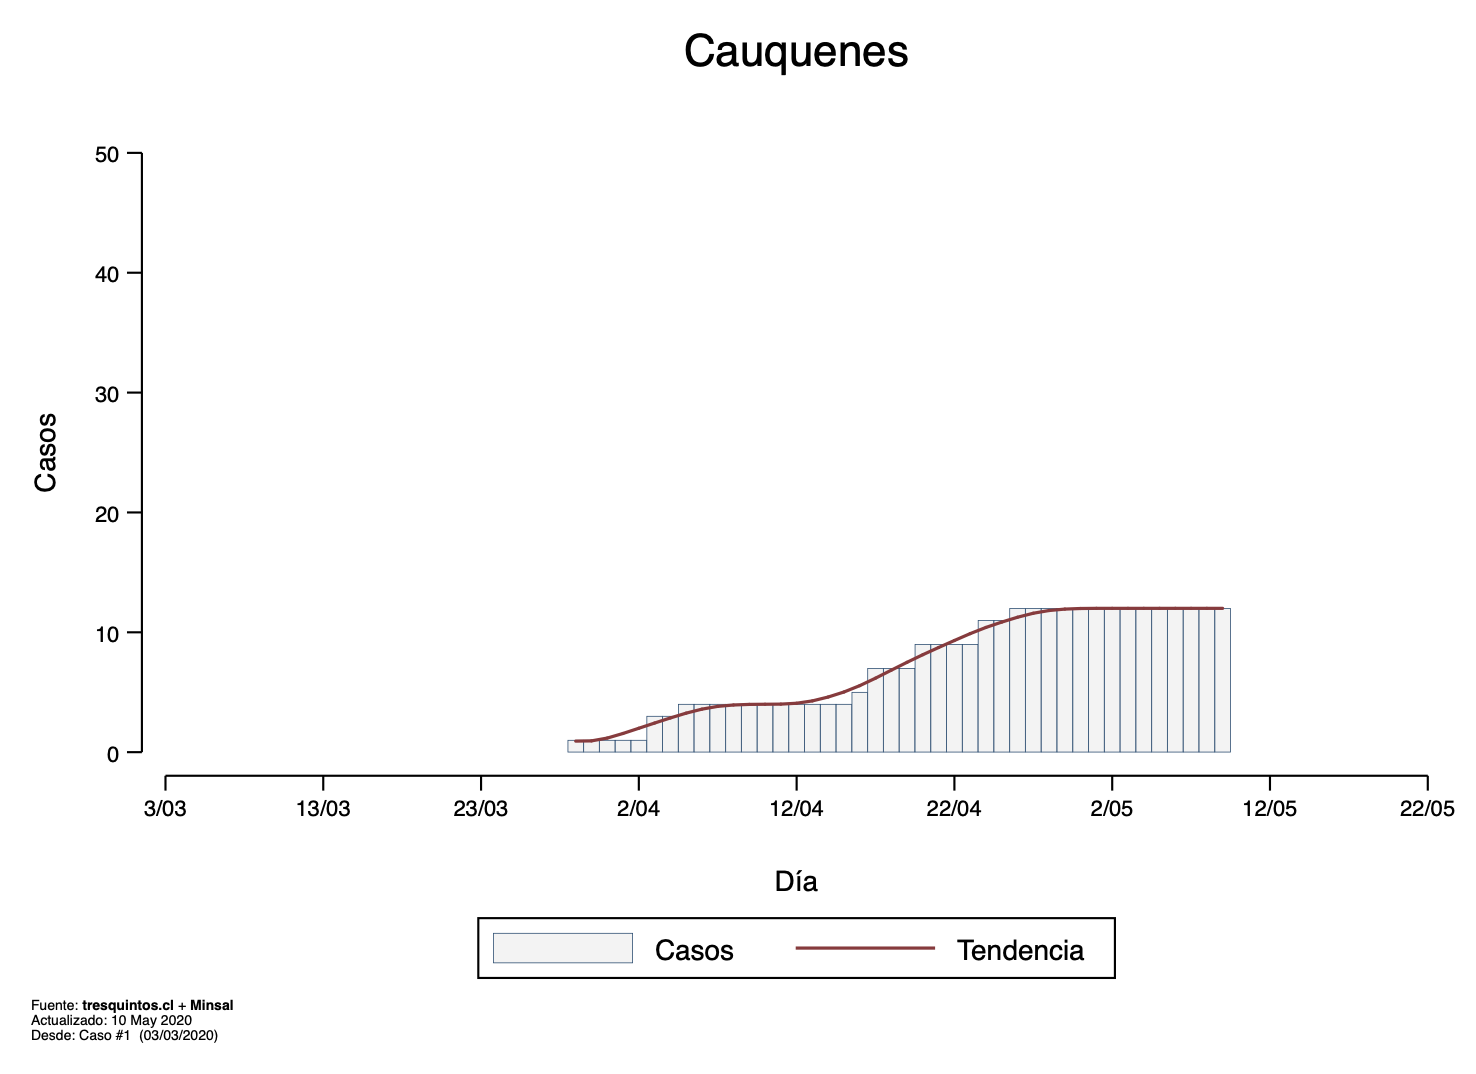 Cauquenes
50
40
30
20
10
0
Casos
3/03 13/03 23/03 2/04 12/04 22/04 2/05 12/05 22/05
Día
Casos Tendencia
Fuente: tresquintos.cl + Minsal
Actualizado: 10 May 2020
Desde: Caso #1 (03/03/2020)